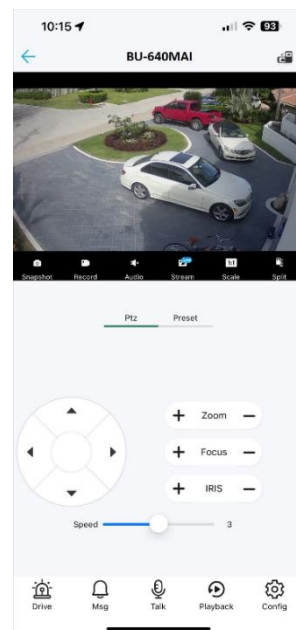 10:15
93
BU-640MAI
Snapshot Record Audio Stream Scale Split
1:1
Ptz Preset
+ Zoom −
+ Focus −
+ IRIS −
Speed 3
Drive Msg Talk Playback Config